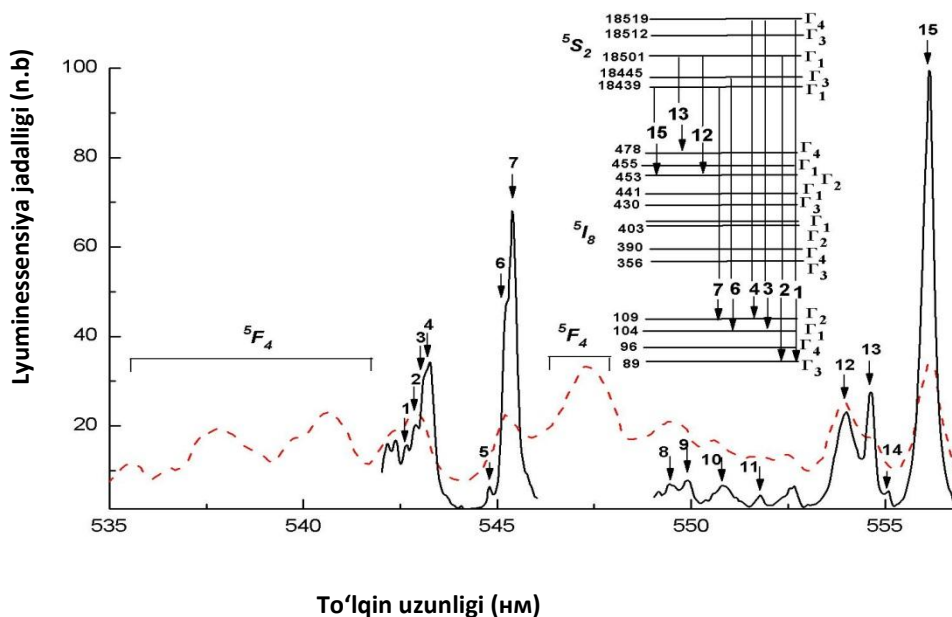 Lyuminessensiya jadalligi (n.b)
100
80
60
40
20
535
540
545
550
555
To‘lqin uzunligi (нм)
⁵F₄
⁵F₄
1
2
3
4
5
6
7
8
9
10
11
12
13
14
15
⁵S₂
18519 Γ₄
18512 Γ₃
18501 Γ₁
18445 Γ₃
18439 Γ₁
15
13
12
⁵I₈
478 Γ₄
455 Γ₁
453 Γ₂
441 Γ₁
430 Γ₃
Γ₁
403 Γ₂
390 Γ₄
356 Γ₃
7 6 4 3 2 1
109 Γ₂
104 Γ₁
96 Γ₄
89 Γ₃